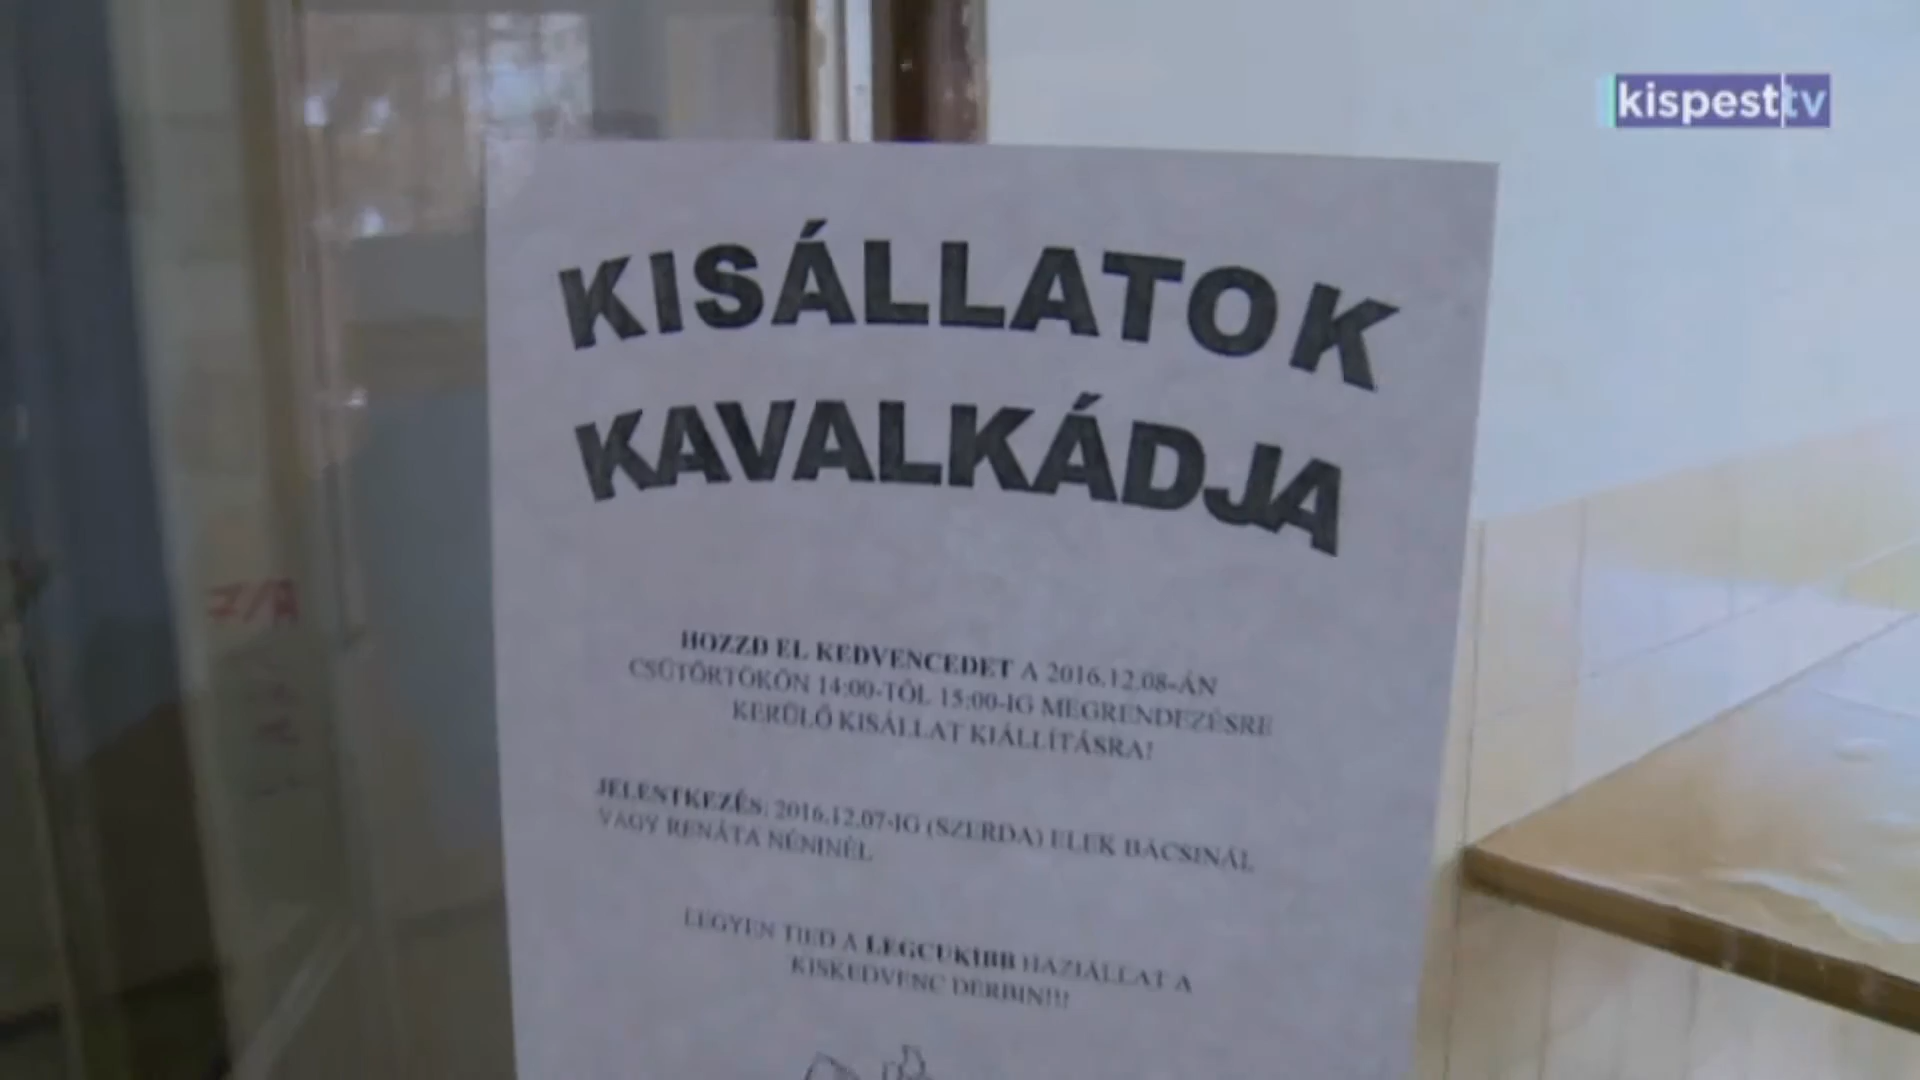 kispest tv
KISÁLLATOK
KAVALKÁDJA
HOZZD EL KEDVENCEDET A 2016.12.08-ÁN
CSÜTÖRTÖKÖN 14:00-TÓL 15:00-IG MEGRENDEZÉSRE
KERÜLŐ KISÁLLAT KIÁLLÍTÁSRA!
JELENTKEZÉS: 2016.12.07-IG (SZERDA) ELEK BÁCSINÁL
VAGY RENÁTA NÉNINÉL
LEGYEN TIED A LEGCUKIBB HÁZIÁLLAT A
KISKEDVENC DERBIN!!!